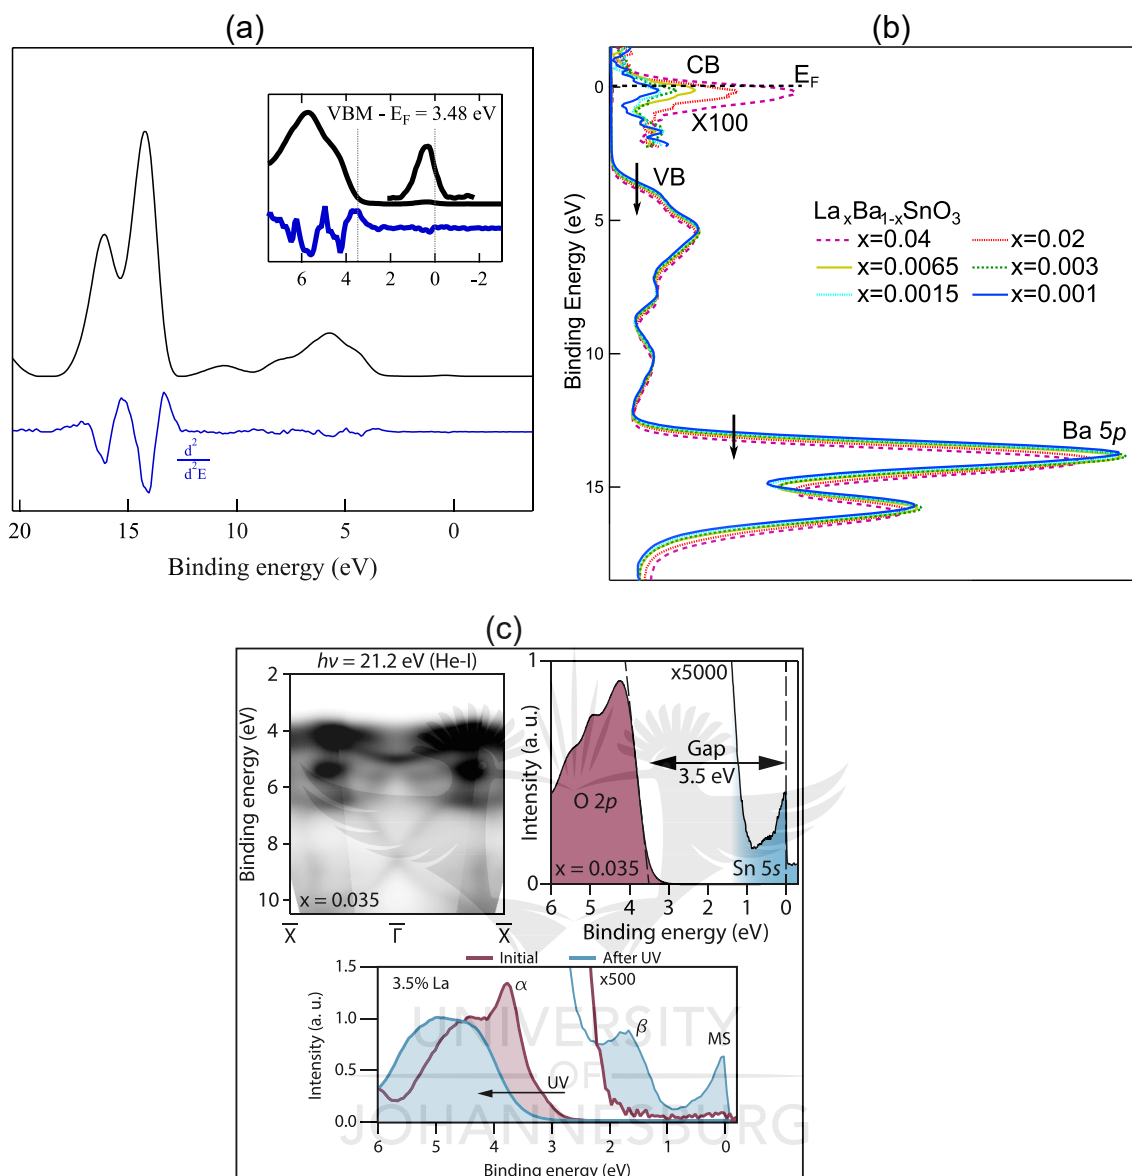 (a)
VBM - E_F = 3.48 eV
6 4 2 0 -2
d²
d²E
20 15 10 5 0
Binding energy (eV)
(b)
0
5
10
15
Binding Energy (eV)
CB
E_F
X100
VB
LaₓBa₁₋ₓSnO₃
x=0.04 x=0.02
x=0.0065 x=0.003
x=0.0015 x=0.001
Ba 5p
(c)
hν = 21.2 eV (He-I)
2
4
6
8
10
Binding energy (eV)
x = 0.035
X̅ Γ̅ X̅
1
0
Intensity (a. u.)
x5000
Gap
3.5 eV
O 2p
x = 0.035
Sn 5s
6 5 4 3 2 1 0
Binding energy (eV)
Initial After UV
1.5
1.0
0.5
0.0
Intensity (a. u.)
3.5% La
α
x500
β
MS
UV
6 5 4 3 2 1 0
Binding energy (eV)
UNIVERSITY
OF
JOHANNESBURG